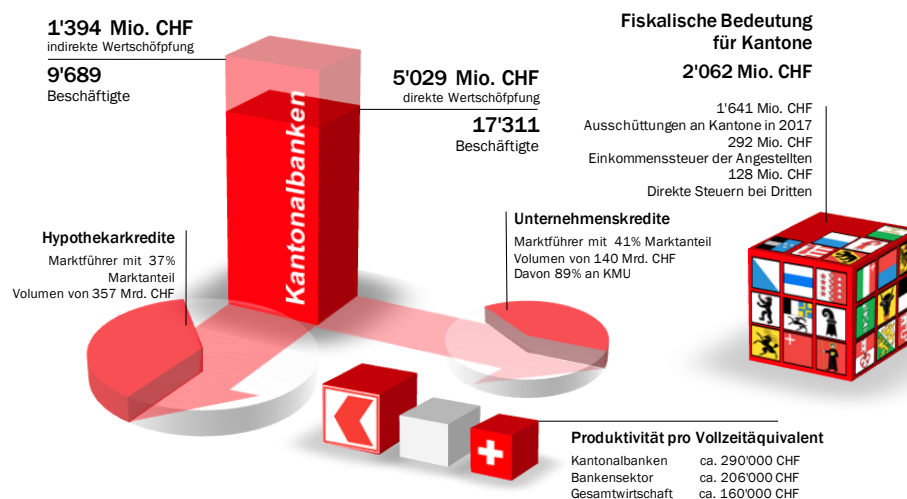 1'394 Mio. CHF
indirekte Wertschöpfung
9'689
Beschäftigte
5'029 Mio. CHF
direkte Wertschöpfung
17'311
Beschäftigte
Kantonalbanken
Fiskalische Bedeutung
für Kantone
2'062 Mio. CHF
1'641 Mio. CHF
Ausschüttungen an Kantone in 2017
292 Mio. CHF
Einkommenssteuer der Angestellten
128 Mio. CHF
Direkte Steuern bei Dritten
Hypothekarkredite
Marktführer mit 37%
Marktanteil
Volumen von 357 Mrd. CHF
Unternehmenskredite
Marktführer mit 41% Marktanteil
Volumen von 140 Mrd. CHF
Davon 89% an KMU
Produktivität pro Vollzeitäquivalent
Kantonalbanken ca. 290'000 CHF
Bankensektor ca. 206'000 CHF
Gesamtwirtschaft ca. 160'000 CHF